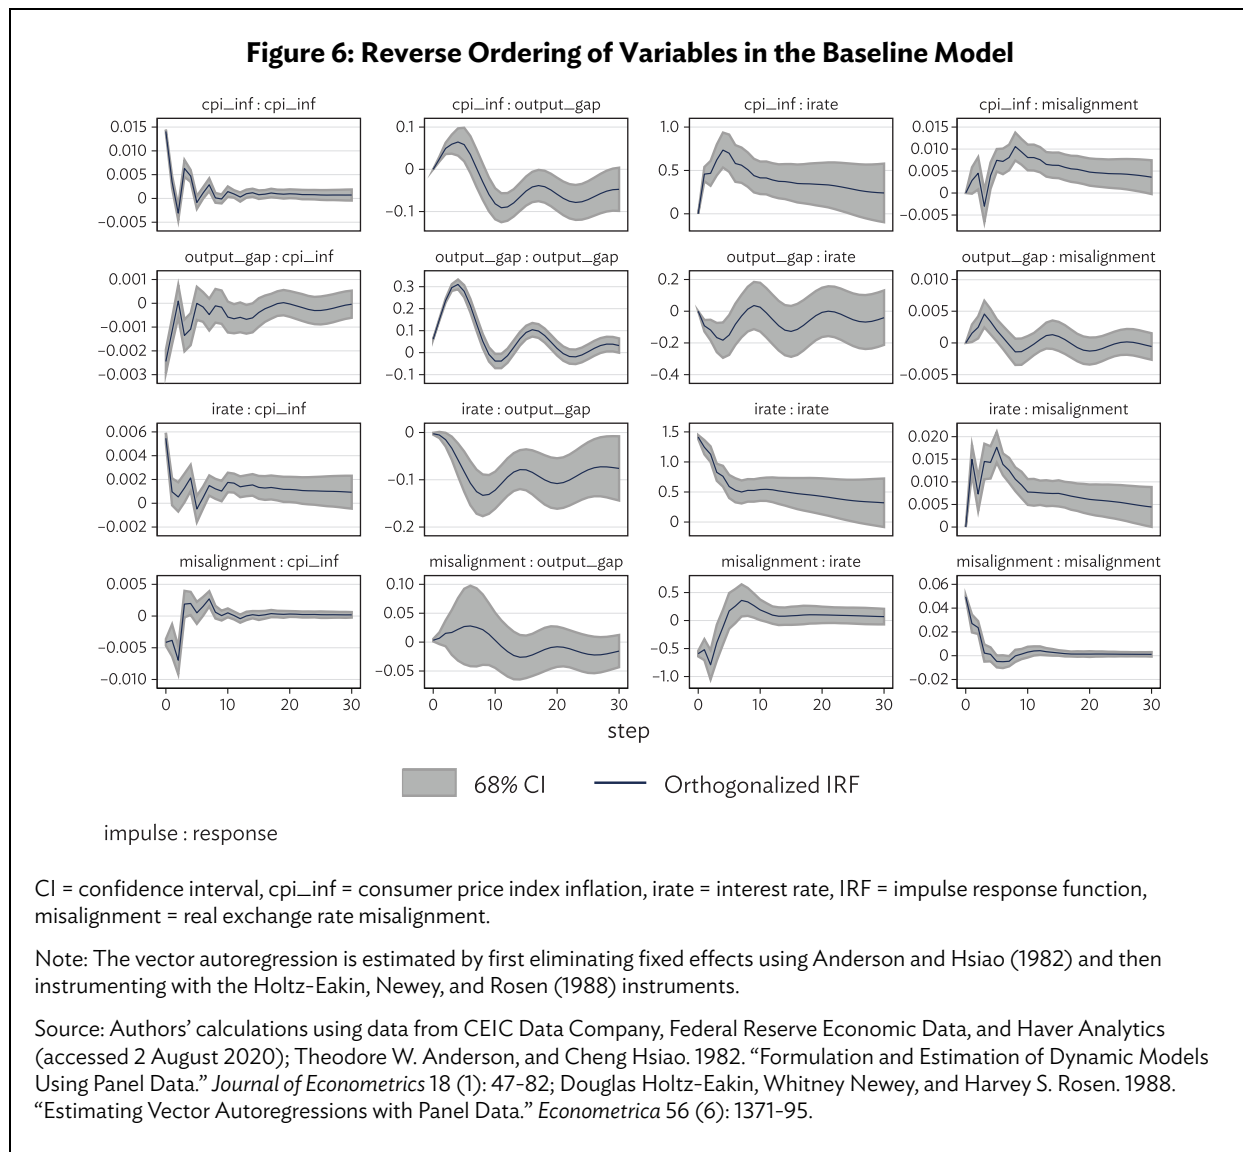 Figure 6: Reverse Ordering of Variables in the Baseline Model
cpi_inf : cpi_inf
0.015
0.010
0.005
0
−0.005
cpi_inf : output_gap
0.1
0
−0.1
cpi_inf : irate
1.0
0.5
0
cpi_inf : misalignment
0.015
0.010
0.005
0.000
−0.005
output_gap : cpi_inf
0.001
0
−0.001
−0.002
−0.003
output_gap : output_gap
0.3
0.2
0.1
0
−0.1
output_gap : irate
0.2
0
−0.2
−0.4
output_gap : misalignment
0.010
0.005
0
−0.005
irate : cpi_inf
0.006
0.004
0.002
0
−0.002
irate : output_gap
0
−0.1
−0.2
irate : irate
1.5
1.0
0.5
0
irate : misalignment
0.020
0.015
0.010
0.005
0
misalignment : cpi_inf
0.005
0
−0.005
−0.010
0 10 20 30
misalignment : output_gap
0.10
0.05
0
−0.05
0 10 20 30
misalignment : irate
0.5
0
−0.5
−1.0
0 10 20 30
misalignment : misalignment
0.06
0.04
0.02
0
−0.02
0 10 20 30
step
68% CI
Orthogonalized IRF
impulse : response
CI = confidence interval, cpi_inf = consumer price index inflation, irate = interest rate, IRF = impulse response function,
misalignment = real exchange rate misalignment.
Note: The vector autoregression is estimated by first eliminating fixed effects using Anderson and Hsiao (1982) and then
instrumenting with the Holtz-Eakin, Newey, and Rosen (1988) instruments.
Source: Authors’ calculations using data from CEIC Data Company, Federal Reserve Economic Data, and Haver Analytics
(accessed 2 August 2020); Theodore W. Anderson, and Cheng Hsiao. 1982. “Formulation and Estimation of Dynamic Models
Using Panel Data.” Journal of Econometrics 18 (1): 47–82; Douglas Holtz-Eakin, Whitney Newey, and Harvey S. Rosen. 1988.
“Estimating Vector Autoregressions with Panel Data.” Econometrica 56 (6): 1371–95.